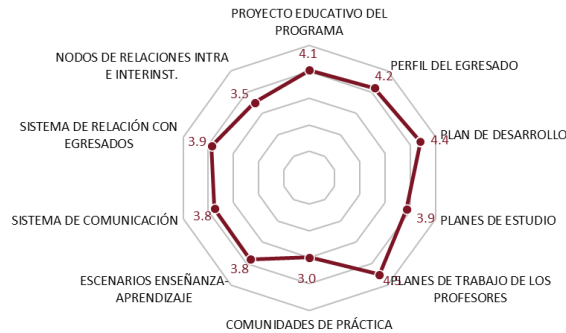 PROYECTO EDUCATIVO DEL
PROGRAMA
4.1
PERFIL DEL EGRESADO
4.2
PLAN DE DESARROLLO
4.4
PLANES DE ESTUDIO
3.9
PLANES DE TRABAJO DE LOS
PROFESORES
COMUNIDADES DE PRÁCTICA
3.0
ESCENARIOS ENSEÑANZA-
APRENDIZAJE
3.8
SISTEMA DE COMUNICACIÓN
3.8
SISTEMA DE RELACIÓN CON
EGRESADOS
3.9
NODOS DE RELACIONES INTRA
E INTERINST.
3.5